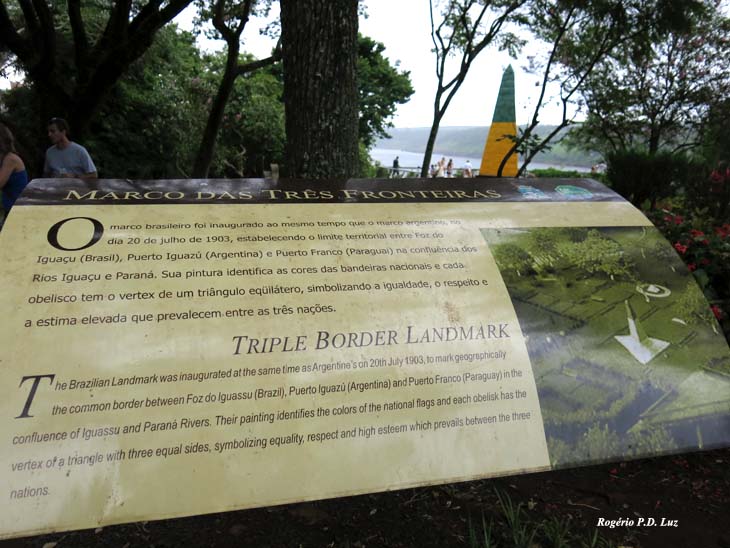 MARCO DAS TRÊS FRONTEIRAS
O marco brasileiro foi inaugurado ao mesmo tempo que o marco argentino, no
dia 20 de julho de 1903, estabelecendo o limite territorial entre Foz do
Iguaçu (Brasil), Puerto Iguazú (Argentina) e Puerto Franco (Paraguai) na confluência dos
Rios Iguaçu e Paraná. Sua pintura identifica as cores das bandeiras nacionais e cada
obelisco tem o vertex de um triângulo eqüilátero, simbolizando a igualdade, o respeito e
a estima elevada que prevalecem entre as três nações.
TRIPLE BORDER LANDMARK
The Brazilian Landmark was inaugurated at the same time as Argentine's on 20th July 1903, to mark geographically
the common border between Foz do Iguassu (Brazil), Puerto Iguazú (Argentina) and Puerto Franco (Paraguay) in the
confluence of Iguassu and Paraná Rivers. Their painting identifies the colors of the national flags and each obelisk has the
vertex of a triangle with three equal sides, symbolizing equality, respect and high esteem which prevails between the three
nations.
Rogério P.D. Luz